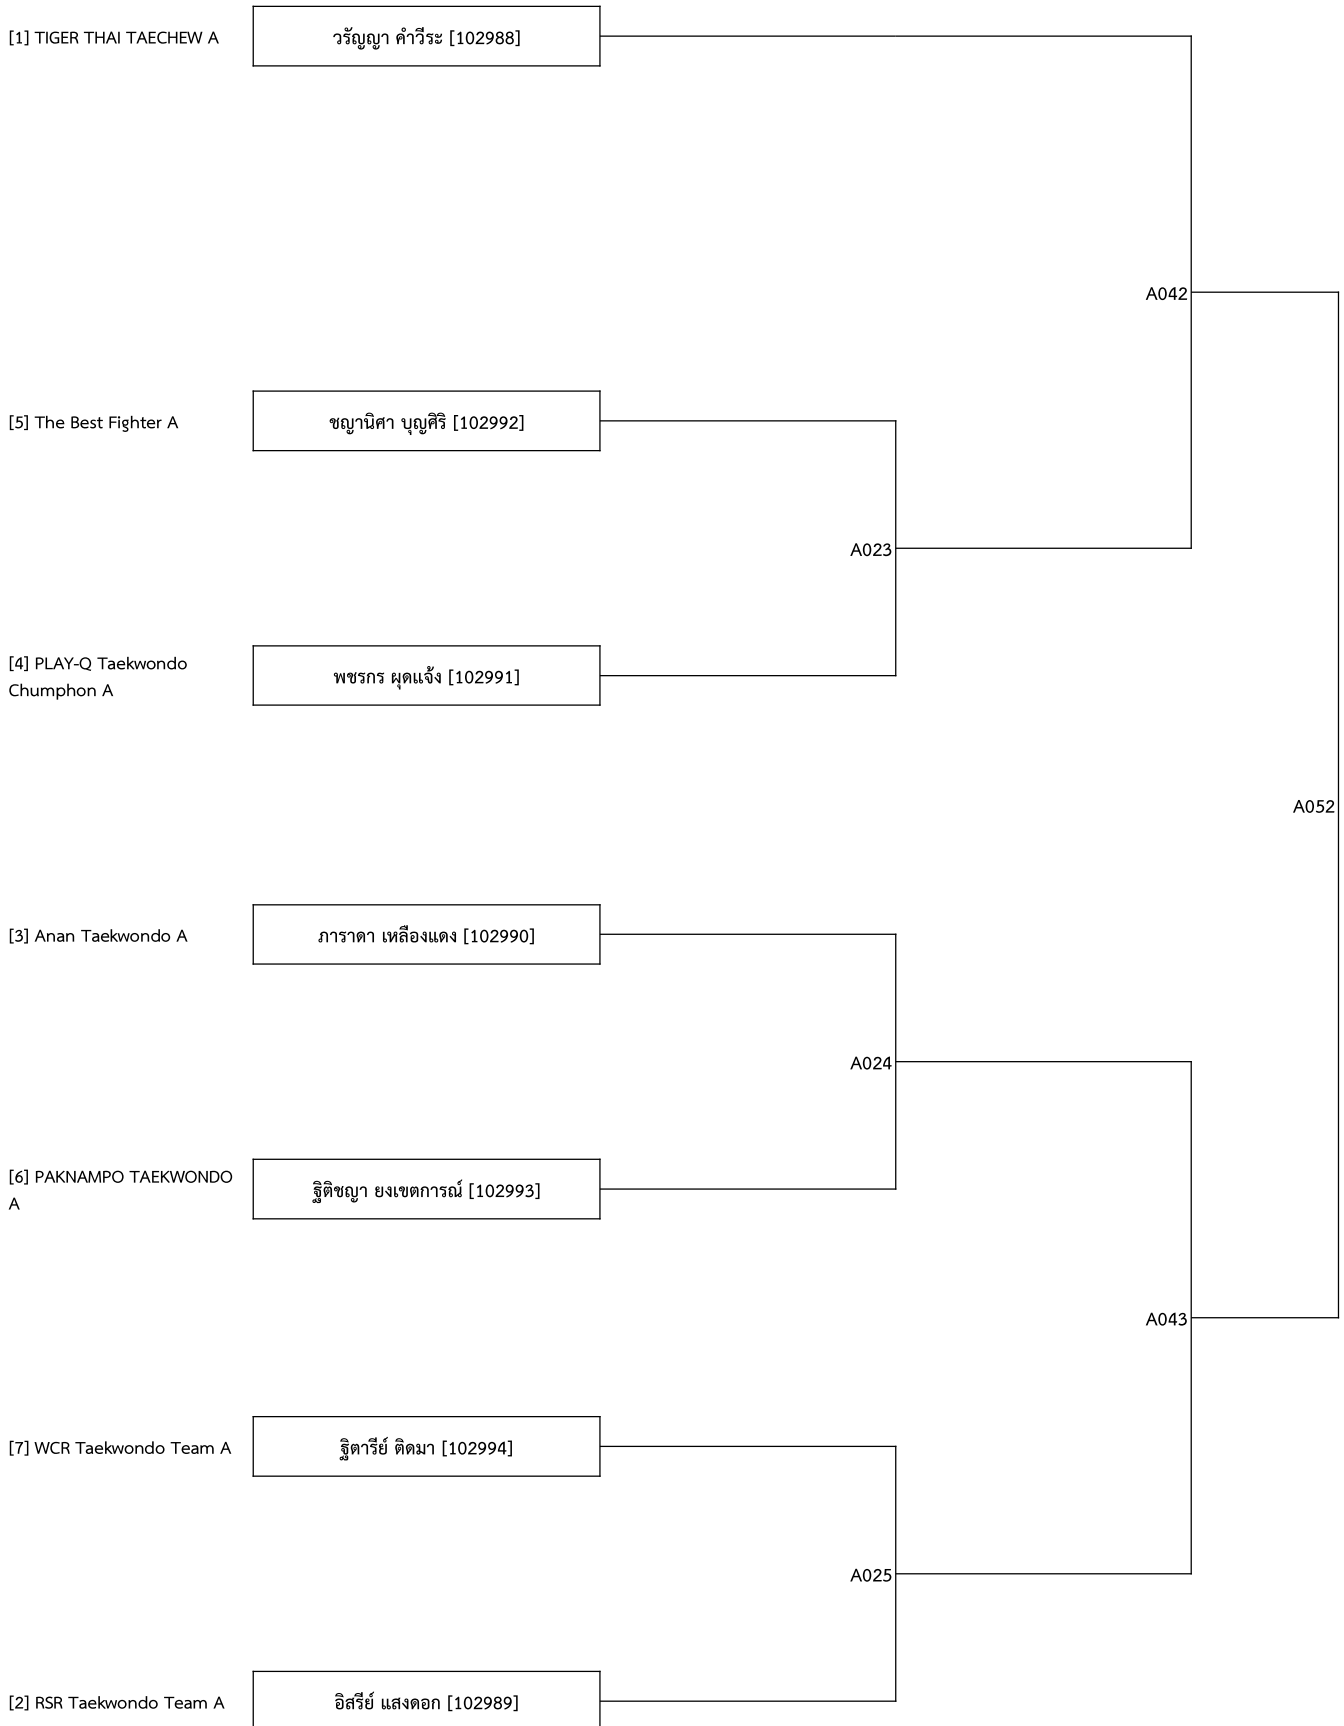 [1] TIGER THAI TAECHEW A
วรัญญา คำวีระ [102988]
A042
[5] The Best Fighter A
ชญานิศา บุญศิริ [102992]
A023
[4] PLAY-Q Taekwondo
Chumphon A
พชรกร ผุดแจ้ง [102991]
A052
[3] Anan Taekwondo A
ภาราดา เหลืองแดง [102990]
A024
[6] PAKNAMPO TAEKWONDO
A
ฐิติชญา ยงเขตการณ์ [102993]
A043
[7] WCR Taekwondo Team A
ฐิตารีย์ ติดมา [102994]
A025
[2] RSR Taekwondo Team A
อิสรีย์ แสงดอก [102989]